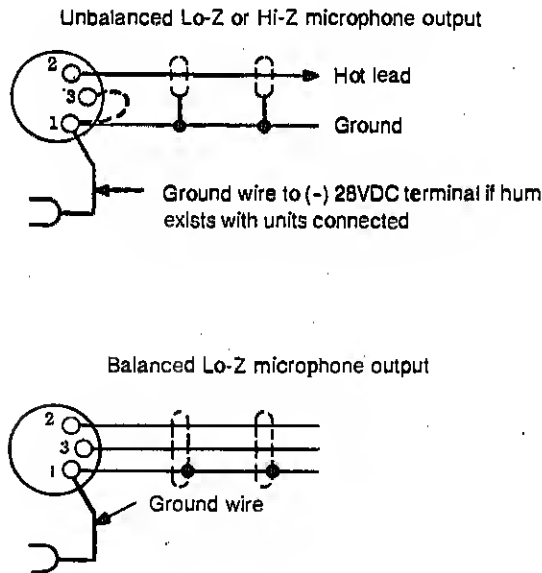 Unbalanced Lo-Z or Hi-Z microphone output
2
Hot lead
3
1
Ground
Ground wire to (-) 28VDC terminal if hum
exists with units connected
Balanced Lo-Z microphone output
2
3
1
Ground wire